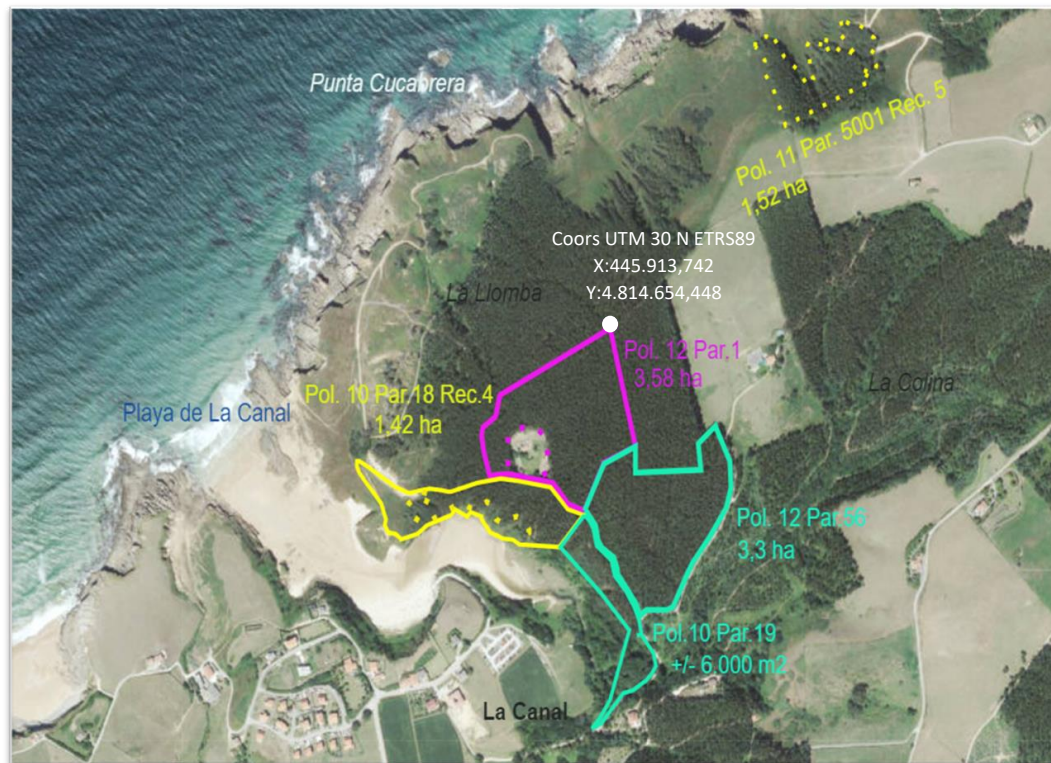 Punta Cucabrera
Pol. 11 Par. 5001 Rec. 5
1,52 ha
Coors UTM 30 N ETRS89
X:445.913,742
Y:4.814.654,448
La Llomba
Pol. 12 Par,1
3,58 ha
La Colina
Pol. 10 Par.18 Rec.4
1,42 ha
Playa de La Canal
Pol. 12 Par.56
3,3 ha
Pol.10 Par.19
+/- 6.000 m2
La Canal